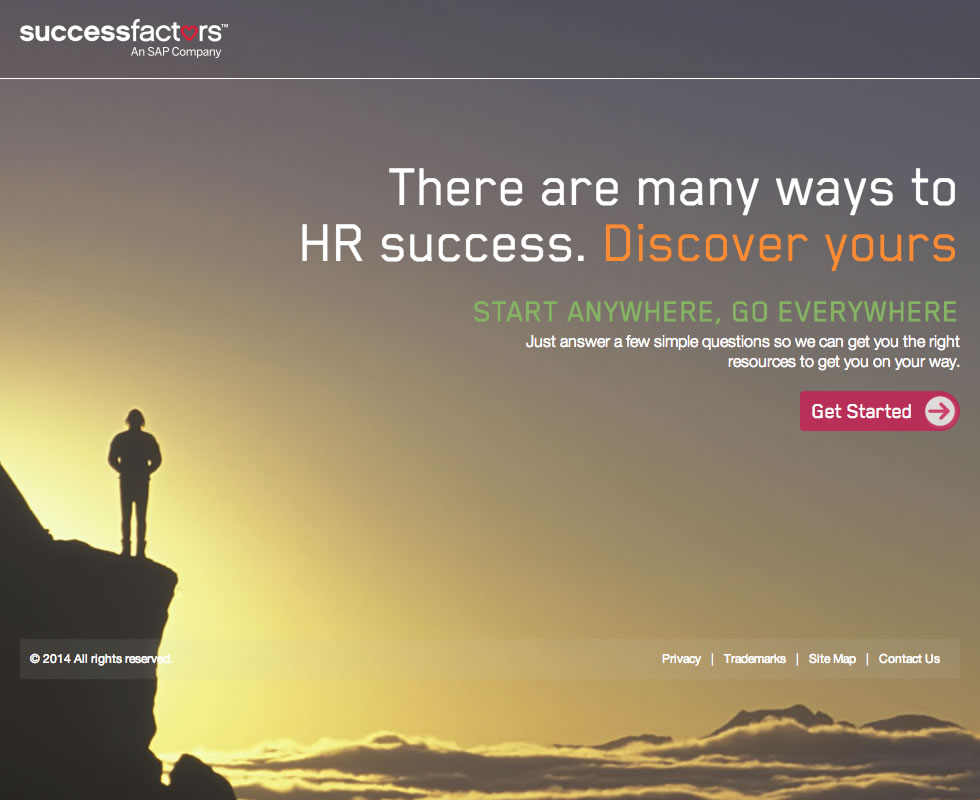 successfactors™
An SAP Company
There are many ways to
HR success. Discover yours
START ANYWHERE, GO EVERYWHERE
Just answer a few simple questions so we can get you the right
resources to get you on your way.
Get Started
© 2014 All rights reserved.
Privacy | Trademarks | Site Map | Contact Us